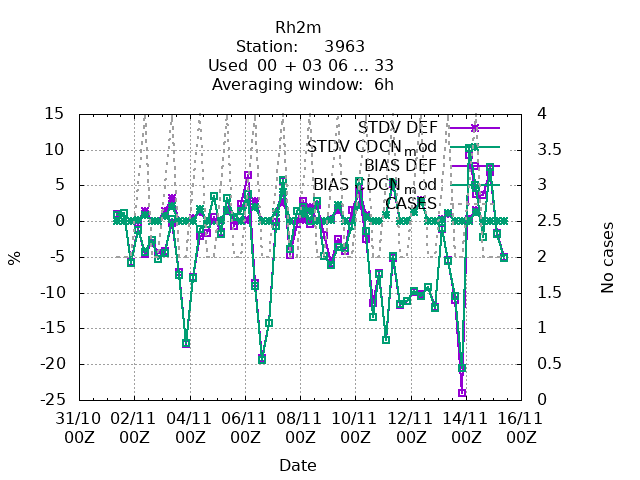 Rh2m
Station: 3963
Used 00 + 03 06 ... 33
Averaging window: 6h
15
10
5
0
-5
-10
-15
-20
-25
%
4
3.5
3
2.5
2
1.5
1
0.5
0
No cases
STDV DEF
STDV CDCN_mod
BIAS DEF
BIAS CDCN_mod
CASES
31/10 02/11 04/11 06/11 08/11 10/11 12/11 14/11 16/11
00Z 00Z 00Z 00Z 00Z 00Z 00Z 00Z 00Z
Date